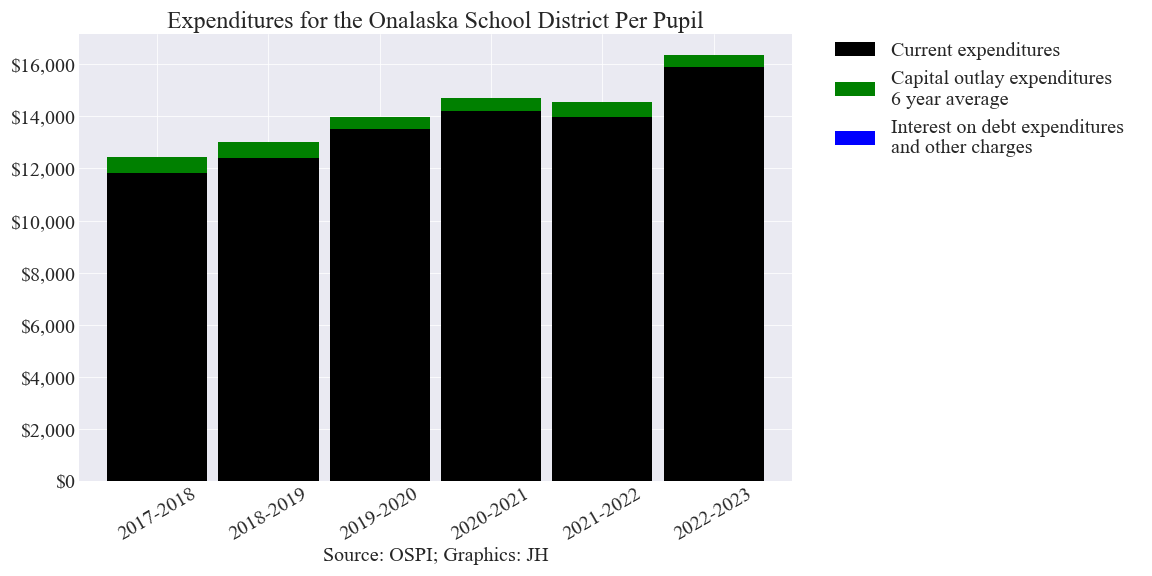 Expenditures for the Onalaska School District Per Pupil
$16,000
$14,000
$12,000
$10,000
$8,000
$6,000
$4,000
$2,000
$0
2017-2018
2018-2019
2019-2020
2020-2021
2021-2022
2022-2023
Source: OSPI; Graphics: JH
Current expenditures
Capital outlay expenditures
6 year average
Interest on debt expenditures
and other charges